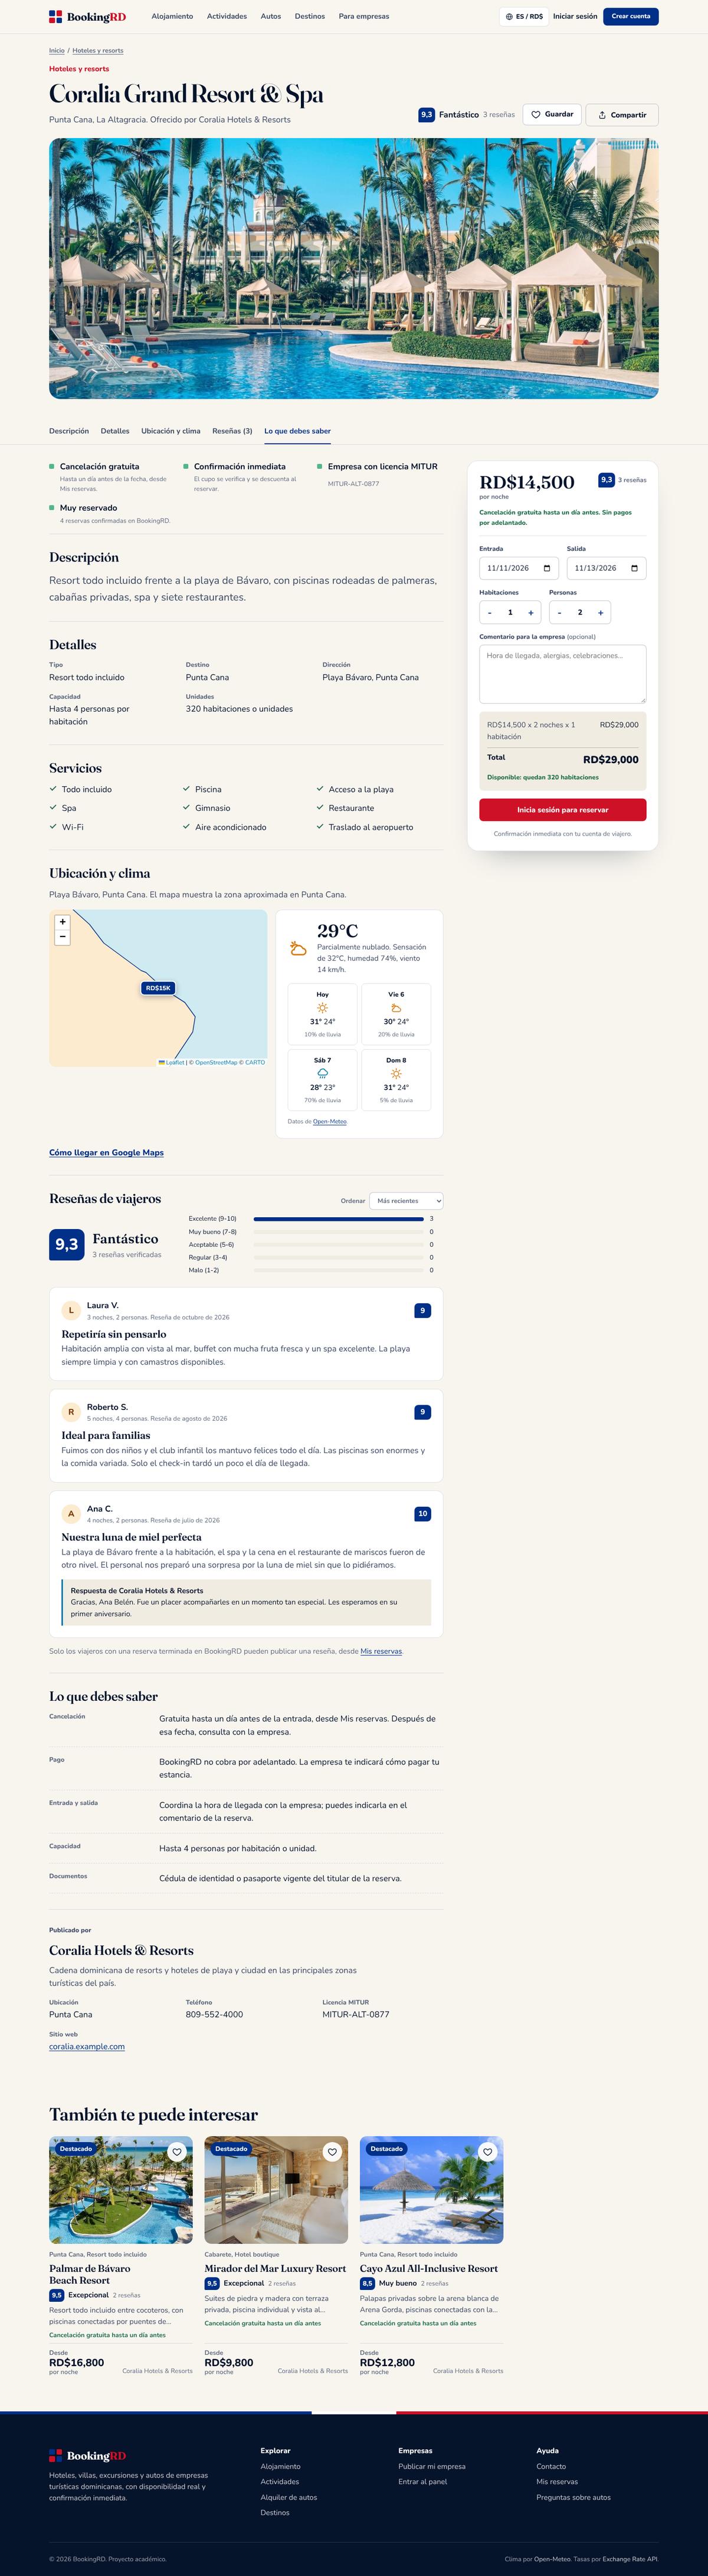 BookingRD
Alojamiento
Actividades
Autos
Destinos
Para empresas
ES / RD$
Iniciar sesión
Crear cuenta
Inicio / Hoteles y resorts
Hoteles y resorts
Coralia Grand Resort & Spa
Punta Cana, La Altagracia. Ofrecido por Coralia Hotels & Resorts
9,3 Fantástico 3 reseñas
Guardar
Compartir
Descripción
Detalles
Ubicación y clima
Reseñas (3)
Lo que debes saber
Cancelación gratuita
Hasta un día antes de la fecha, desde
Mis reservas.
Confirmación inmediata
El cupo se verifica y se descuenta al
reservar.
Empresa con licencia MITUR
MITUR-ALT-0877
Muy reservado
4 reservas confirmadas en BookingRD.
RD$14,500
por noche
9,3 3 reseñas
Cancelación gratuita hasta un día antes. Sin pagos
por adelantado.
Entrada
Salida
11/11/2026
11/13/2026
Habitaciones
Personas
- 1 +
- 2 +
Comentario para la empresa (opcional)
Hora de llegada, alergias, celebraciones...
RD$14,500 x 2 noches x 1
habitación
RD$29,000
Total
RD$29,000
Disponible: quedan 320 habitaciones
Inicia sesión para reservar
Confirmación inmediata con tu cuenta de viajero.
Descripción
Resort todo incluido frente a la playa de Bávaro, con piscinas rodeadas de palmeras,
cabañas privadas, spa y siete restaurantes.
Detalles
Tipo
Resort todo incluido
Destino
Punta Cana
Dirección
Playa Bávaro, Punta Cana
Capacidad
Hasta 4 personas por
habitación
Unidades
320 habitaciones o unidades
Servicios
Todo incluido
Piscina
Acceso a la playa
Spa
Gimnasio
Restaurante
Wi-Fi
Aire acondicionado
Traslado al aeropuerto
Ubicación y clima
Playa Bávaro, Punta Cana. El mapa muestra la zona aproximada en Punta Cana.
+
−
RD$15K
Leaflet | © OpenStreetMap © CARTO
29°C
Parcialmente nublado. Sensación
de 32°C, humedad 74%, viento
14 km/h.
Hoy
31° 24°
10% de lluvia
Vie 6
30° 24°
20% de lluvia
Sáb 7
28° 23°
70% de lluvia
Dom 8
31° 24°
5% de lluvia
Datos de Open-Meteo
Cómo llegar en Google Maps
Reseñas de viajeros
Ordenar
Más recientes
9,3
Fantástico
3 reseñas verificadas
Excelente (9-10) 3
Muy bueno (7-8) 0
Aceptable (5-6) 0
Regular (3-4) 0
Malo (1-2) 0
L
Laura V.
3 noches, 2 personas. Reseña de octubre de 2026
9
Repetiría sin pensarlo
Habitación amplia con vista al mar, buffet con mucha fruta fresca y un spa excelente. La playa
siempre limpia y con camastros disponibles.
R
Roberto S.
5 noches, 4 personas. Reseña de agosto de 2026
9
Ideal para familias
Fuimos con dos niños y el club infantil los mantuvo felices todo el día. Las piscinas son enormes y
la comida variada. Solo el check-in tardó un poco el día de llegada.
A
Ana C.
4 noches, 2 personas. Reseña de julio de 2026
10
Nuestra luna de miel perfecta
La playa de Bávaro frente a la habitación, el spa y la cena en el restaurante de mariscos fueron de
otro nivel. El personal nos preparó una sorpresa por la luna de miel sin que lo pidiéramos.
Respuesta de Coralia Hotels & Resorts
Gracias, Ana Belén. Fue un placer acompañarles en un momento tan especial. Les esperamos en su
primer aniversario.
Solo los viajeros con una reserva terminada en BookingRD pueden publicar una reseña, desde Mis reservas.
Lo que debes saber
Cancelación
Gratuita hasta un día antes de la entrada, desde Mis reservas. Después de
esa fecha, consulta con la empresa.
Pago
BookingRD no cobra por adelantado. La empresa te indicará cómo pagar tu
estancia.
Entrada y salida
Coordina la hora de llegada con la empresa; puedes indicarla en el
comentario de la reserva.
Capacidad
Hasta 4 personas por habitación o unidad.
Documentos
Cédula de identidad o pasaporte vigente del titular de la reserva.
Publicado por
Coralia Hotels & Resorts
Cadena dominicana de resorts y hoteles de playa y ciudad en las principales zonas
turísticas del país.
Ubicación
Punta Cana
Teléfono
809-552-4000
Licencia MITUR
MITUR-ALT-0877
Sitio web
coralia.example.com
También te puede interesar
Destacado
Punta Cana, Resort todo incluido
Palmar de Bávaro
Beach Resort
9,5 Excepcional 2 reseñas
Resort todo incluido entre cocoteros, con
piscinas conectadas por puentes de...
Cancelación gratuita hasta un día antes
Desde
RD$16,800
por noche
Coralia Hotels & Resorts
Destacado
Cabarete, Hotel boutique
Mirador del Mar Luxury Resort
9,5 Excepcional 2 reseñas
Suites de piedra y madera con terraza
privada, piscina individual y vista al...
Cancelación gratuita hasta un día antes
Desde
RD$9,800
por noche
Coralia Hotels & Resorts
Destacado
Punta Cana, Resort todo incluido
Cayo Azul All-Inclusive Resort
8,5 Muy bueno 2 reseñas
Palapas privadas sobre la arena blanca de
Arena Gorda, piscinas conectadas con la...
Cancelación gratuita hasta un día antes
Desde
RD$12,800
por noche
Coralia Hotels & Resorts
BookingRD
Hoteles, villas, excursiones y autos de empresas
turísticas dominicanas, con disponibilidad real y
confirmación inmediata.
Explorar
Alojamiento
Actividades
Alquiler de autos
Destinos
Empresas
Publicar mi empresa
Entrar al panel
Ayuda
Contacto
Mis reservas
Preguntas sobre autos
© 2026 BookingRD. Proyecto académico.
Clima por Open-Meteo. Tasas por Exchange Rate API.